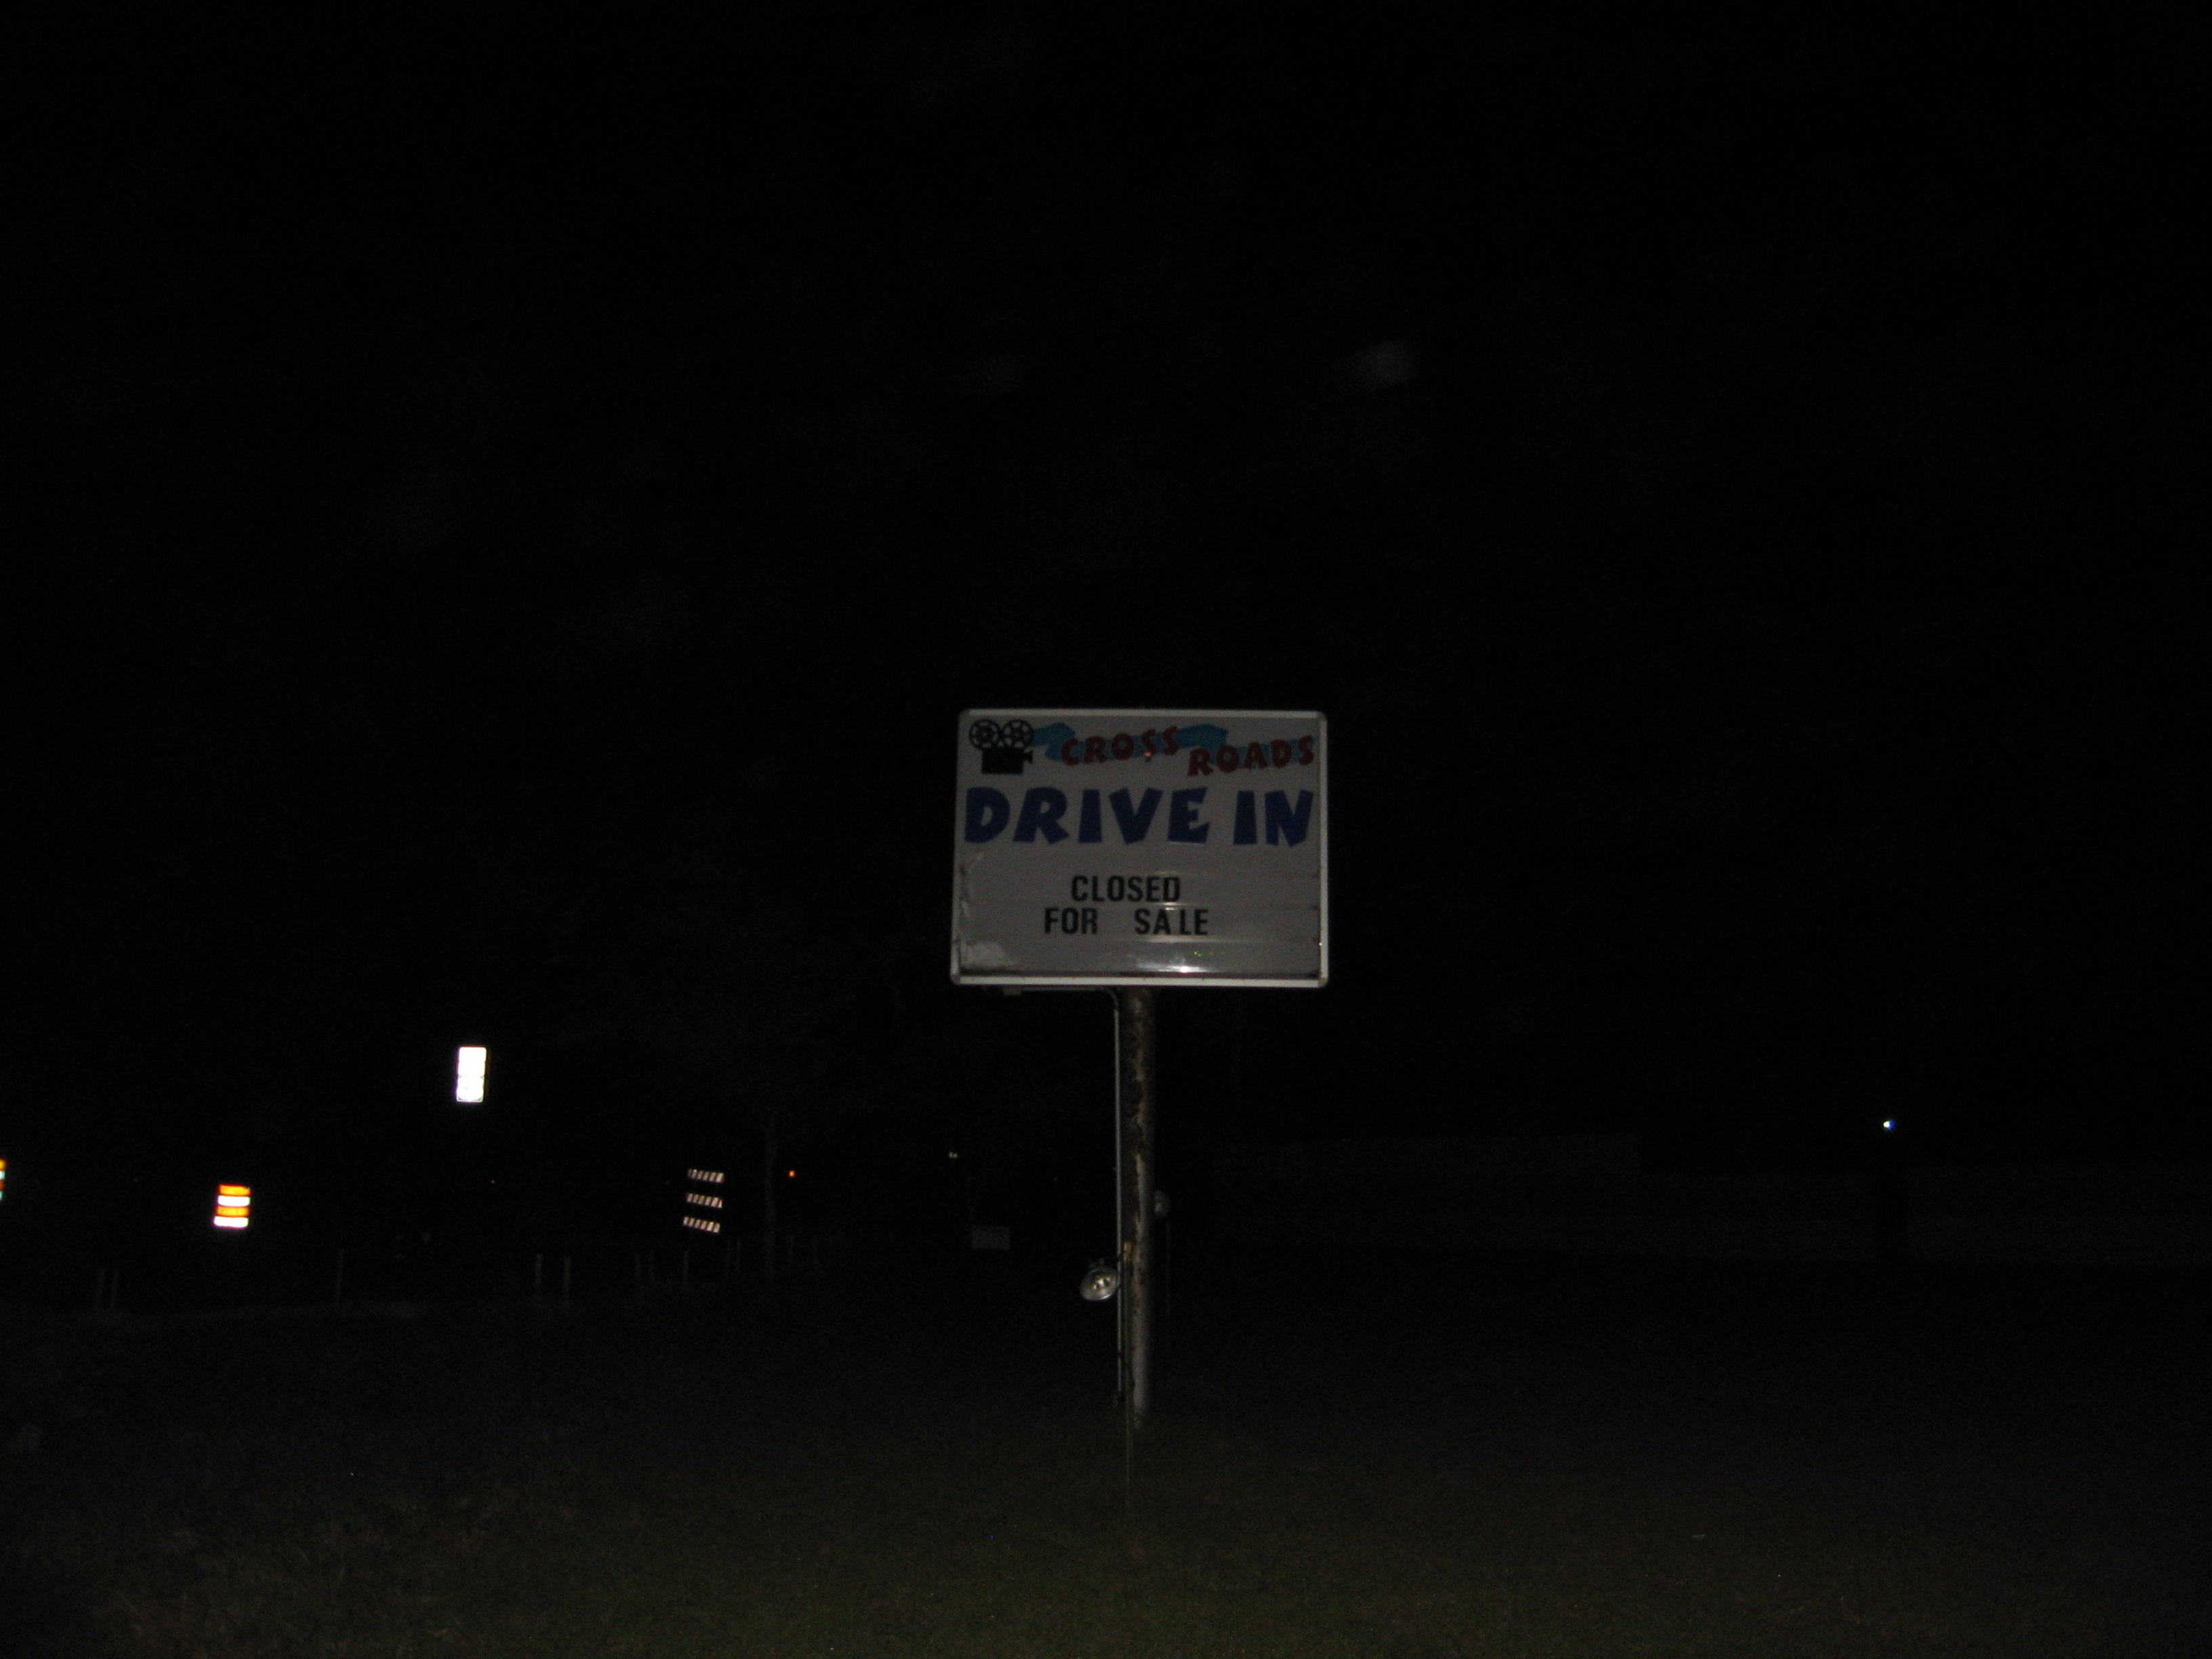 CROSS ROADS
DRIVE IN
CLOSED
FOR SALE